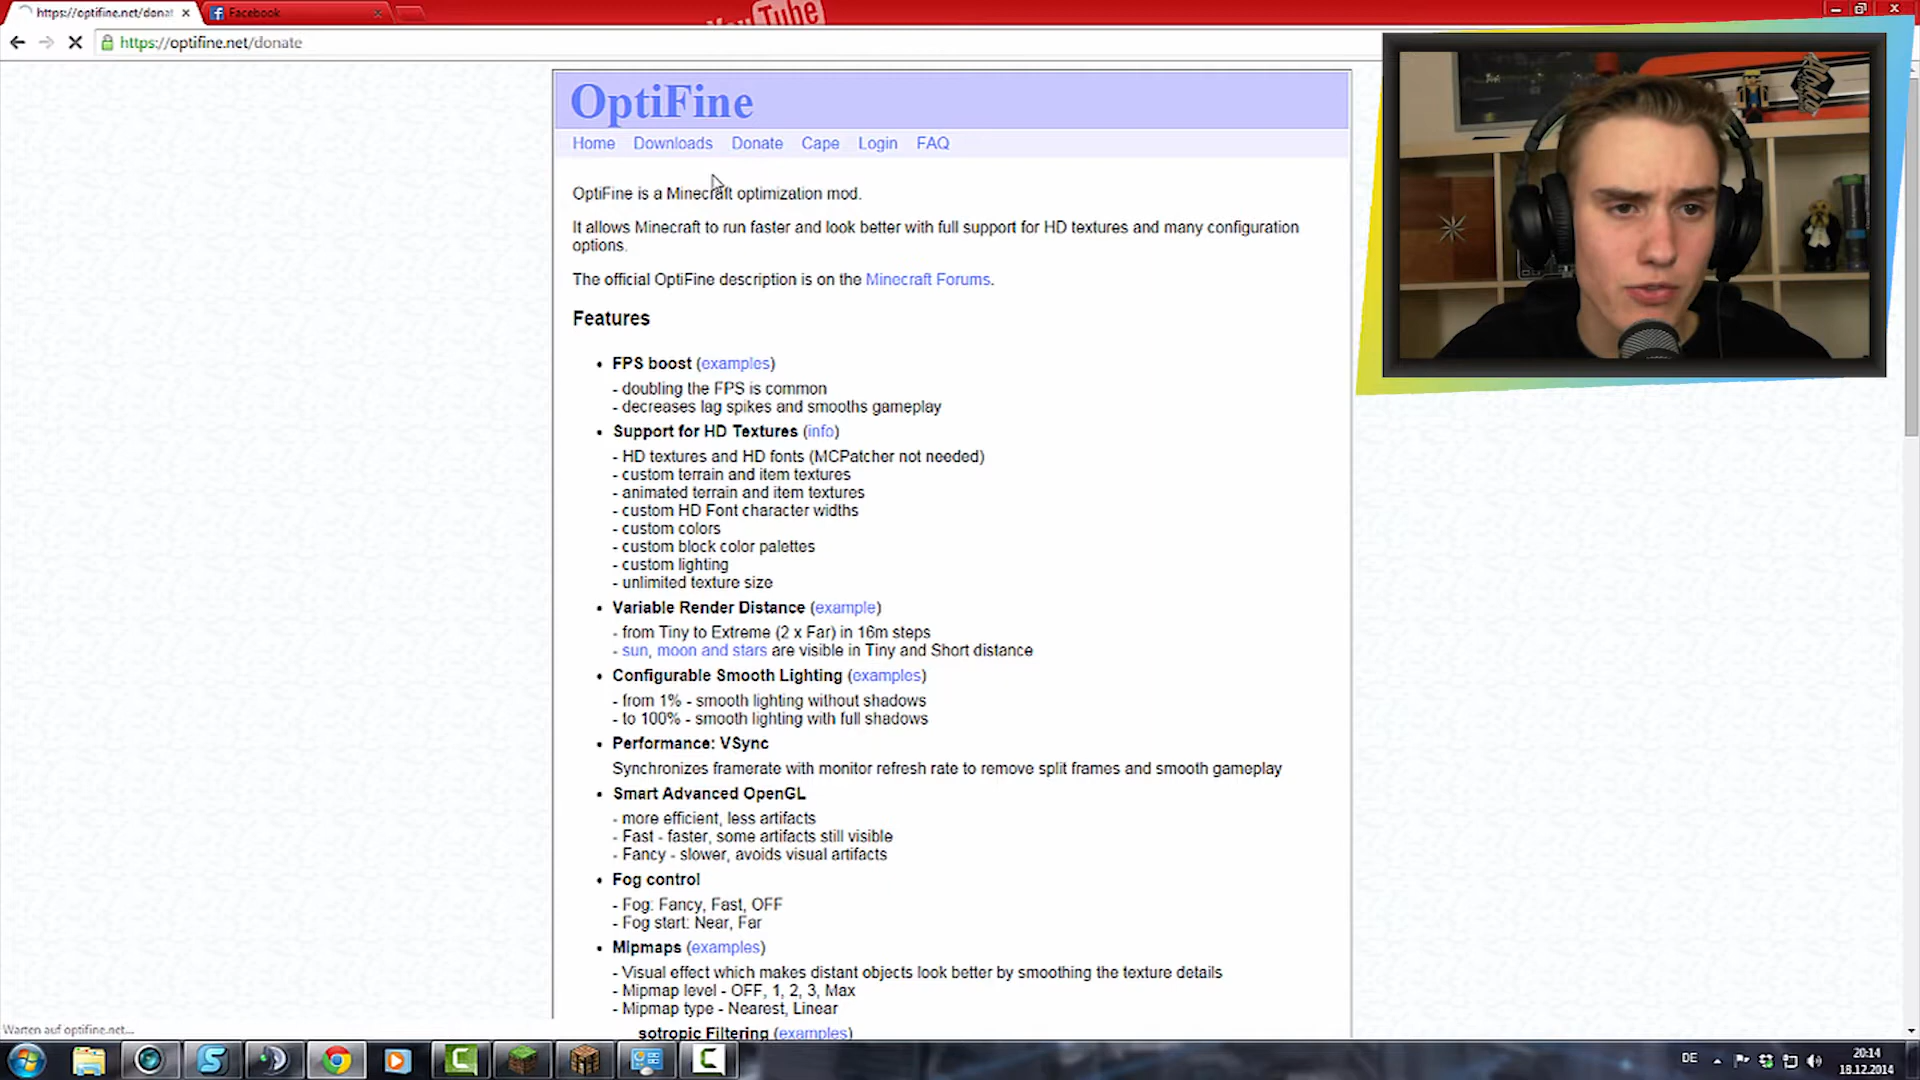 https://optifine.net/donat
Facebook
You Tube
https://optifine.net/donate
OptiFine
Home Downloads Donate Cape Login FAQ
OptiFine is a Minecraft optimization mod.
It allows Minecraft to run faster and look better with full support for HD textures and many configuration
options.
The official OptiFine description is on the Minecraft Forums.
Features
• FPS boost (examples)
- doubling the FPS is common
- decreases lag spikes and smooths gameplay
• Support for HD Textures (info)
- HD textures and HD fonts (MCPatcher not needed)
- custom terrain and item textures
- animated terrain and item textures
- custom HD Font character widths
- custom colors
- custom block color palettes
- custom lighting
- unlimited texture size
• Variable Render Distance (example)
- from Tiny to Extreme (2 x Far) in 16m steps
- sun, moon and stars are visible in Tiny and Short distance
• Configurable Smooth Lighting (examples)
- from 1% - smooth lighting without shadows
- to 100% - smooth lighting with full shadows
• Performance: VSync
Synchronizes framerate with monitor refresh rate to remove split frames and smooth gameplay
• Smart Advanced OpenGL
- more efficient, less artifacts
- Fast - faster, some artifacts still visible
- Fancy - slower, avoids visual artifacts
• Fog control
- Fog: Fancy, Fast, OFF
- Fog start: Near, Far
• Mipmaps (examples)
- Visual effect which makes distant objects look better by smoothing the texture details
- Mipmap level - OFF, 1, 2, 3, Max
- Mipmap type - Nearest, Linear
sotropic Filtering (examples)
Warten auf optifine.net...
DE
20:14
18.12.2014